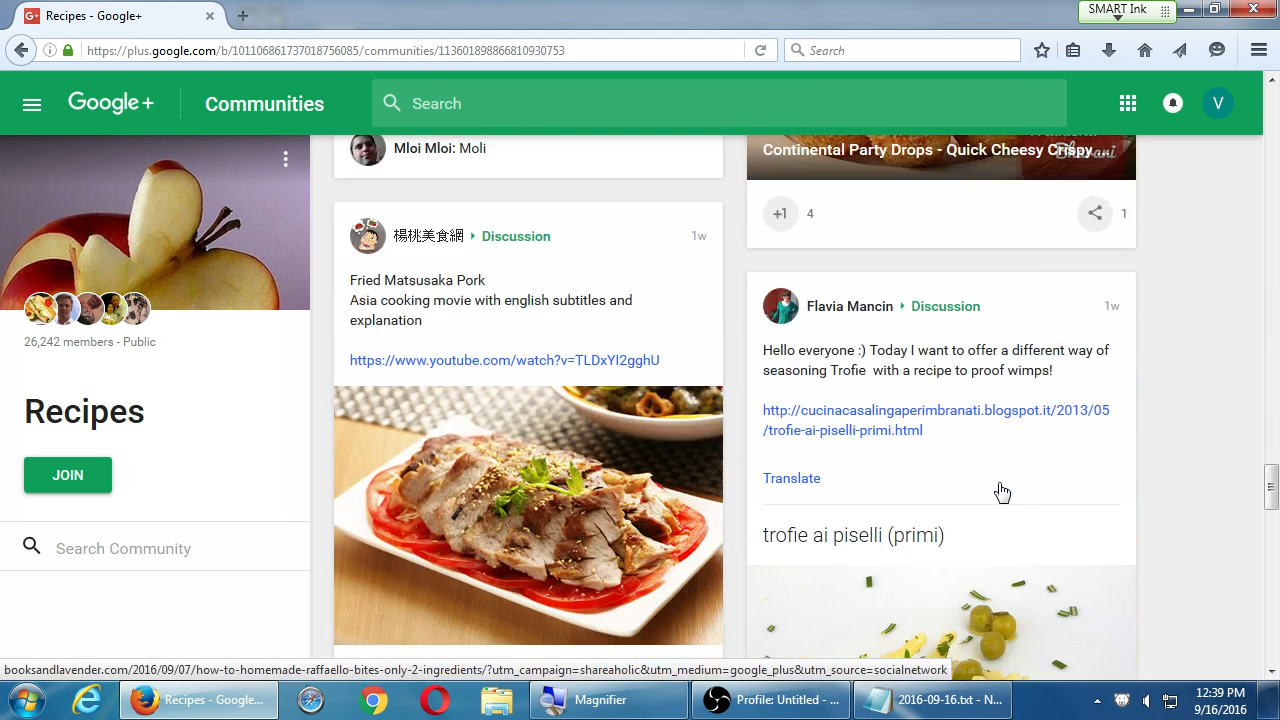 Recipes - Google+
SMART Ink
https://plus.google.com/b/101106861737018756085/communities/113601898866810930753
Search
Google+
Communities
Search
V
Mloi Mloi: Moli
Continental Party Drops - Quick Cheesy Crispy...
Bhavani
+1
4
1
26,242 members - Public
Recipes
JOIN
Search Community
楊桃美食網
Discussion
1w
Fried Matsusaka Pork
Asia cooking movie with english subtitles and
explanation
https://www.youtube.com/watch?v=TLDxYI2gghU
Flavia Mancin
Discussion
1w
Hello everyone :) Today I want to offer a different way of
seasoning Trofie with a recipe to proof wimps!
http://cucinacasalingaperimbranati.blogspot.it/2013/05
/trofie-ai-piselli-primi.html
Translate
trofie ai piselli (primi)
booksandlavender.com/2016/09/07/how-to-homemade-raffaello-bites-only-2-ingredients/?utm_campaign=shareaholic&utm_medium=google_plus&utm_source=socialnetwork
Recipes - Google...
Magnifier
Profile: Untitled - ...
2016-09-16.txt - N...
12:39 PM
9/16/2016